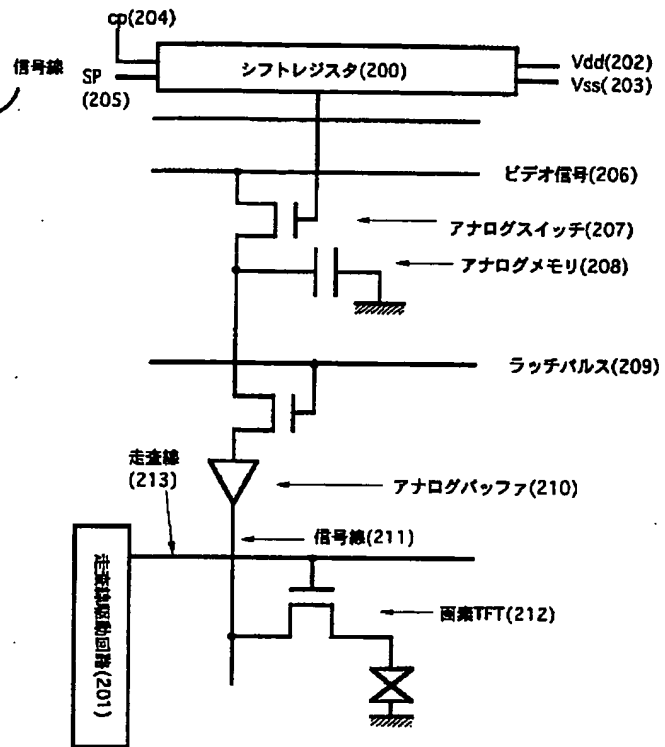 cp(204)
信号線
SP
(205)
シフトレジスタ(200)
Vdd(202)
Vss(203)
ビデオ信号(206)
アナログスイッチ(207)
アナログメモリ(208)
ラッチパルス(209)
走査線
(213)
アナログバッファ(210)
信号線(211)
走査線駆動回路(201)
画素TFT(212)